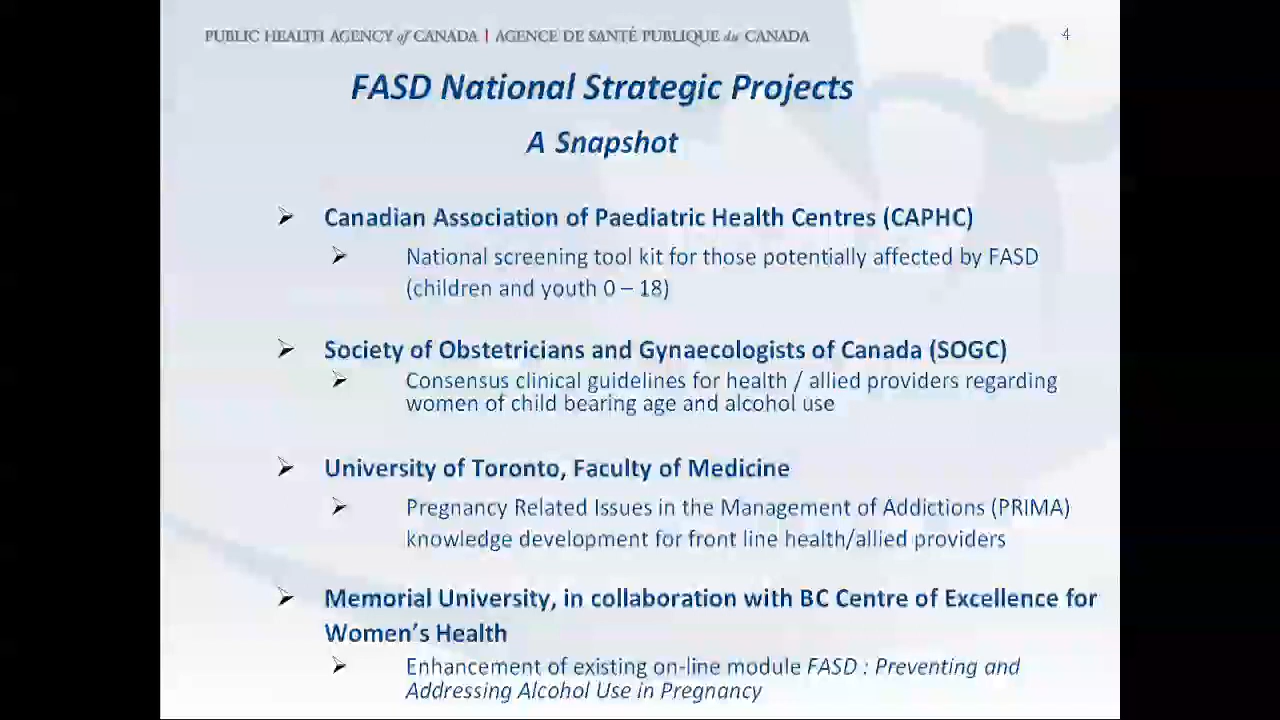 PUBLIC HEALTH AGENCY of CANADA | AGENCE DE SANTÉ PUBLIQUE du CANADA
4
FASD National Strategic Projects
A Snapshot
➢ Canadian Association of Paediatric Health Centres (CAPHC)
➢ National screening tool kit for those potentially affected by FASD
(children and youth 0 – 18)
➢ Society of Obstetricians and Gynaecologists of Canada (SOGC)
➢ Consensus clinical guidelines for health / allied providers regarding
women of child bearing age and alcohol use
➢ University of Toronto, Faculty of Medicine
➢ Pregnancy Related Issues in the Management of Addictions (PRIMA)
knowledge development for front line health/allied providers
➢ Memorial University, in collaboration with BC Centre of Excellence for
Women’s Health
➢ Enhancement of existing on-line module FASD : Preventing and
Addressing Alcohol Use in Pregnancy